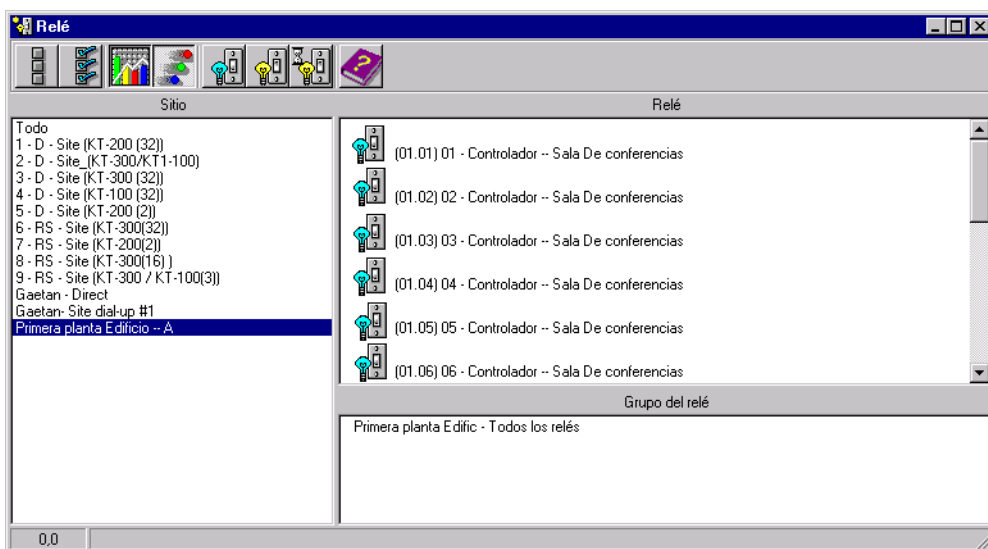 Relé
Sitio
Relé
Todo
1 - D - Site (KT-200 (32))
2 - D - Site_(KT-300/KT1-100)
3 - D - Site (KT-300 (32))
4 - D - Site (KT-100 (32))
5 - D - Site (KT-200 (2))
6 - RS - Site (KT-300(32))
7 - RS - Site (KT-200(2))
8 - RS - Site (KT-300(16) )
9 - RS - Site (KT-300 / KT-100(3))
Gaetan - Direct
Gaetan- Site dial-up #1
Primera planta Edificio -- A
(01.01) 01 - Controlador -- Sala De conferencias
(01.02) 02 - Controlador -- Sala De conferencias
(01.03) 03 - Controlador -- Sala De conferencias
(01.04) 04 - Controlador -- Sala De conferencias
(01.05) 05 - Controlador -- Sala De conferencias
(01.06) 06 - Controlador -- Sala De conferencias
Grupo del relé
Primera planta Edific - Todos los relés
0,0